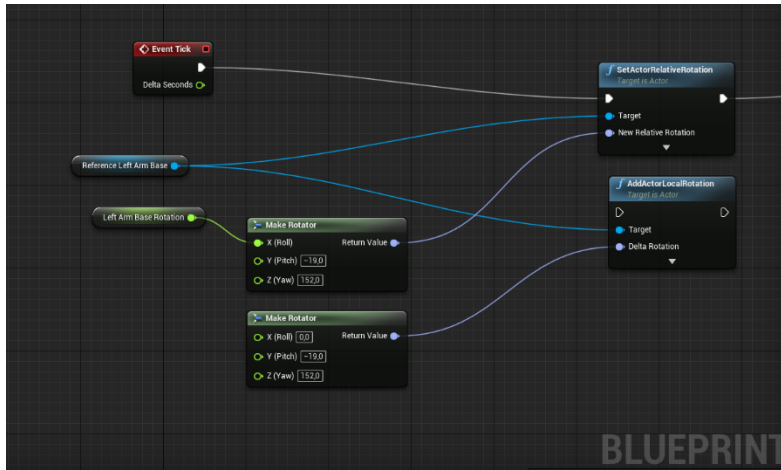 Event Tick
Delta Seconds
SetActorRelativeRotation
Target is Actor
Target
New Relative Rotation
Reference Left Arm Base
Left Arm Base Rotation
AddActorLocalRotation
Target is Actor
Target
Delta Rotation
Make Rotator
X (Roll) Return Value
Y (Pitch) -19,0
Z (Yaw) 152,0
Make Rotator
X (Roll) 0,0 Return Value
Y (Pitch) -19,0
Z (Yaw) 152,0
BLUEPRINT